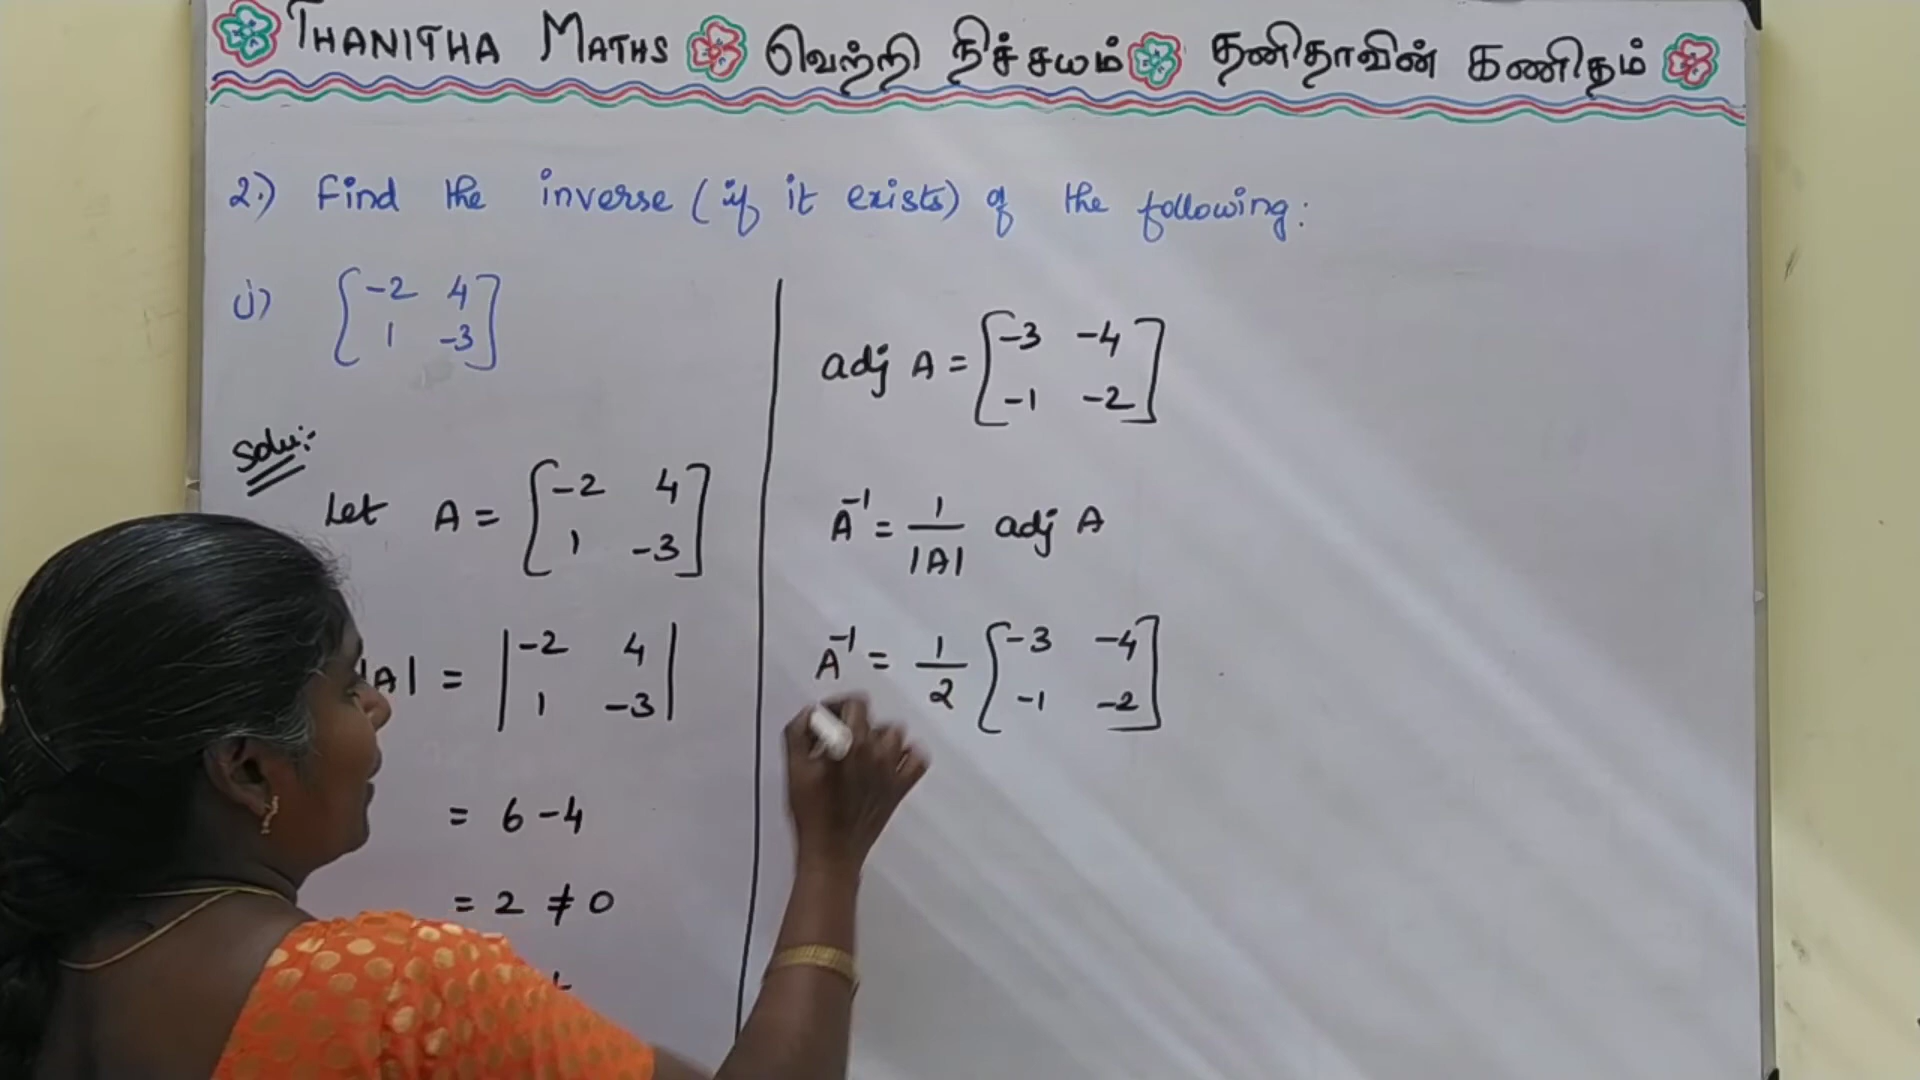 THANITHA MATHS வெற்றி நிச்சயம் தனிதாவின் கணிதம்
2.) Find the inverse (if it exists) of the following:
i) [-2 4
1 -3]
Solu:-
Let A = [-2 4
1 -3]
|A| = |-2 4
1 -3|
= 6 - 4
= 2 ≠ 0
adj A = [-3 -4
-1 -2]
A⁻¹ = 1/|A| adj A
A⁻¹ = 1/2 [-3 -4
-1 -2]